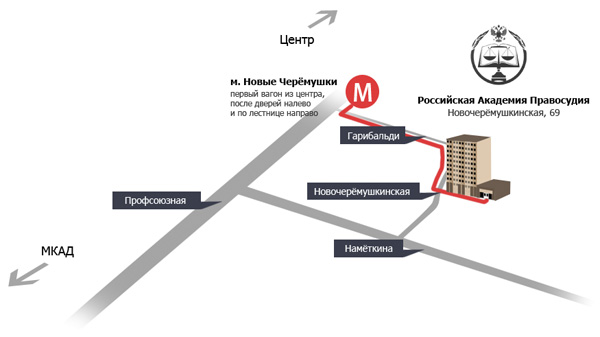 Центр
м. Новые Черёмушки
первый вагон из центра,
после дверей налево
и по лестнице направо
М
Российская Академия Правосудия
Новочерёмушкинская, 69
Гарибальди
Новочерёмушкинская
Профсоюзная
Намёткина
МКАД